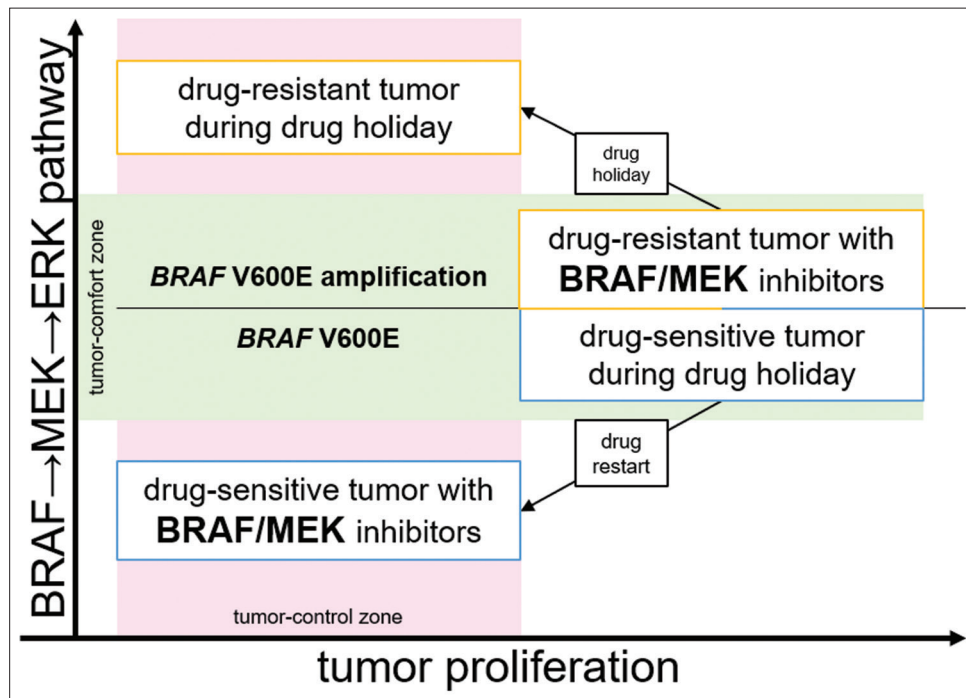 BRAF→MEK→ERK pathway
tumor-comfort zone
drug-resistant tumor
during drug holiday
drug
holiday
drug-resistant tumor with
BRAF/MEK inhibitors
BRAF V600E amplification
BRAF V600E
drug-sensitive tumor
during drug holiday
drug
restart
drug-sensitive tumor with
BRAF/MEK inhibitors
tumor-control zone
tumor proliferation